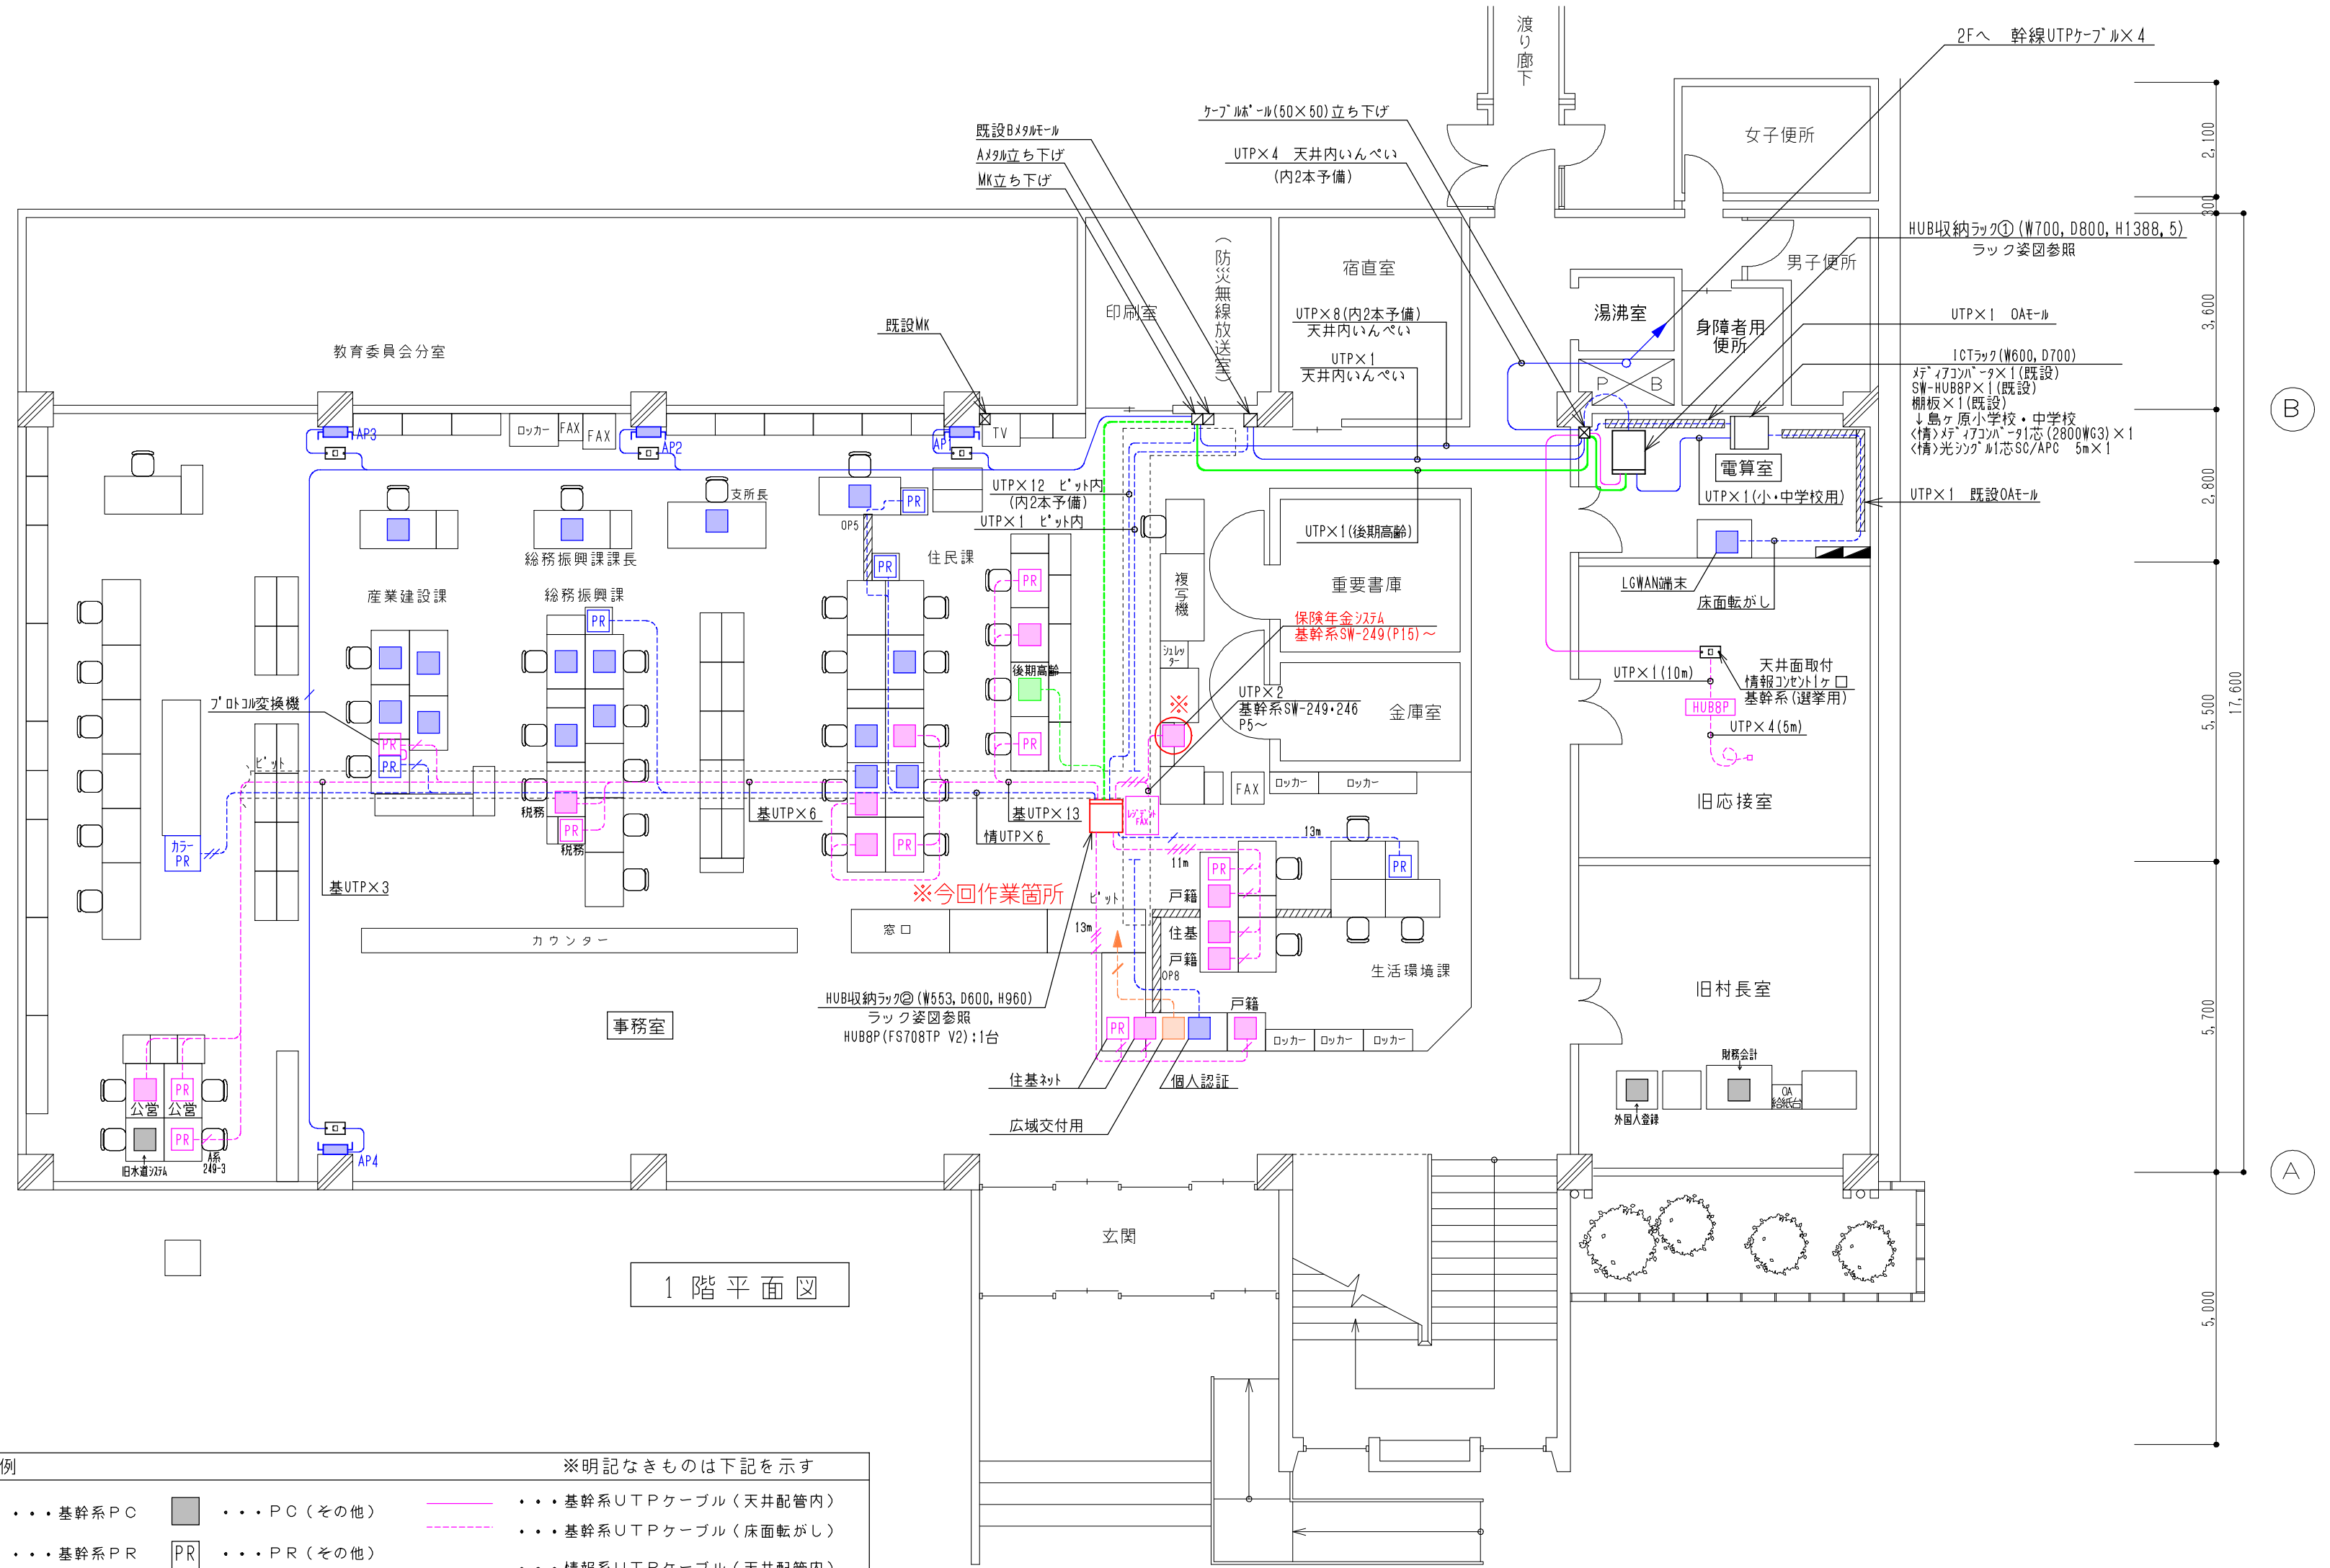 渡り廊下
2Fへ 幹線UTPケーブル×4
ケーブルポール(50×50)立ち下げ
既設Bメタルモール
Aメタル立ち下げ
MK立ち下げ
UTP×4 天井内いんぺい
(内2本予備)
女子便所
2,100
300
HUB収納ラック①(W700, D800, H1388,5)
ラック姿図参照
男子便所
(防災無線放送室)
宿直室
印刷室
湯沸室
身障者用
便所
UTP×8(内2本予備)
天井内いんぺい
UTP×1
天井内いんぺい
UTP×1 OAモール
3,600
既設MK
教育委員会分室
ICTラック(W600, D700)
メディアコンバータ×1(既設)
SW-HUB8P×1(既設)
棚板×1(既設)
↓島ヶ原小学校・中学校
<情>メディアコンバータ1芯(2800WG3)×1
<情>光シングル1芯SC/APC 5m×1
P B
B
ロッカー
FAX
FAX
TV
AP3
AP2
AP1
電算室
UTP×12 ピット内
(内2本予備)
UTP×1 ピット内
UTP×1(小・中学校用)
UTP×1 既設OAモール
2,800
支所長
PR
OP5
UTP×1(後期高齢)
総務振興課課長
住民課
PR
PR
複写機
重要書庫
LGWAN端末
床面転がし
産業建設課
総務振興課
PR
保険年金システム
基幹系SW-249(P15)～
シュレッター
後期高齢
天井面取付
情報コンセント1ヶ口
基幹系(選挙用)
UTP×1(10m)
プロトコル変換機
※
UTP×2
基幹系SW-249・246
P5～
金庫室
HUB8P
UTP×4(5m)
5,500
17,600
PR
PR
PR
ピット
FAX
ロッカー
ロッカー
旧応接室
税務
PR
税務
基UTP×6
基UTP×13
情UTP×6
レジデント
FAX
13m
11m
カラー
PR
PR
PR
PR
基UTP×3
※今回作業箇所
ピット
戸籍
窓口
13m
住基
戸籍
カウンター
OP8
生活環境課
旧村長室
HUB収納ラック②(W553, D600, H960)
ラック姿図参照
HUB8P(FS708TP V2):1台
事務室
戸籍
PR
ロッカー
ロッカー
ロッカー
5,700
財務会計
住基ネット
個人認証
PR
公営
公営
OA
給紙台
外国人登録
広域交付用
PR
旧水道システム
A系
249-3
AP4
A
玄関
1階平面図
5,000
例
※明記なきものは下記を示す
・・・基幹系PC
・・・PC(その他)
・・・基幹系UTPケーブル(天井配管内)
・・・基幹系UTPケーブル(床面転がし)
・・・基幹系PR
PR
・・・PR(その他)
・・・情報系UTPケーブル(天井配管内)